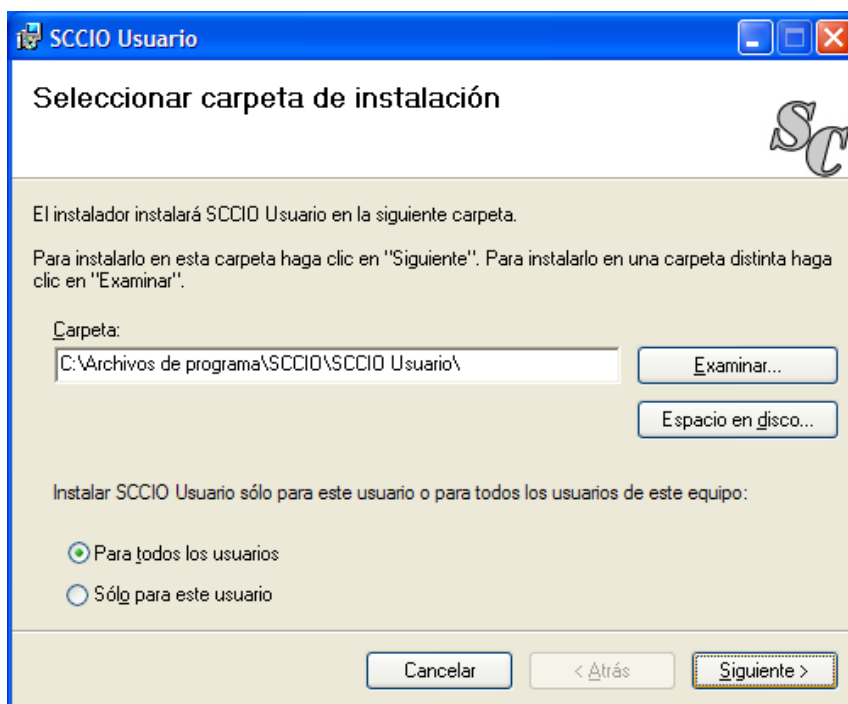 SCCIO Usuario
Seleccionar carpeta de instalación
SC
El instalador instalará SCCIO Usuario en la siguiente carpeta.
Para instalarlo en esta carpeta haga clic en "Siguiente". Para instalarlo en una carpeta distinta haga
clic en "Examinar".
Carpeta:
C:\Archivos de programa\SCCIO\SCCIO Usuario\
Examinar...
Espacio en disco...
Instalar SCCIO Usuario sólo para este usuario o para todos los usuarios de este equipo:
Para todos los usuarios
Sólo para este usuario
Cancelar
< Atrás
Siguiente >